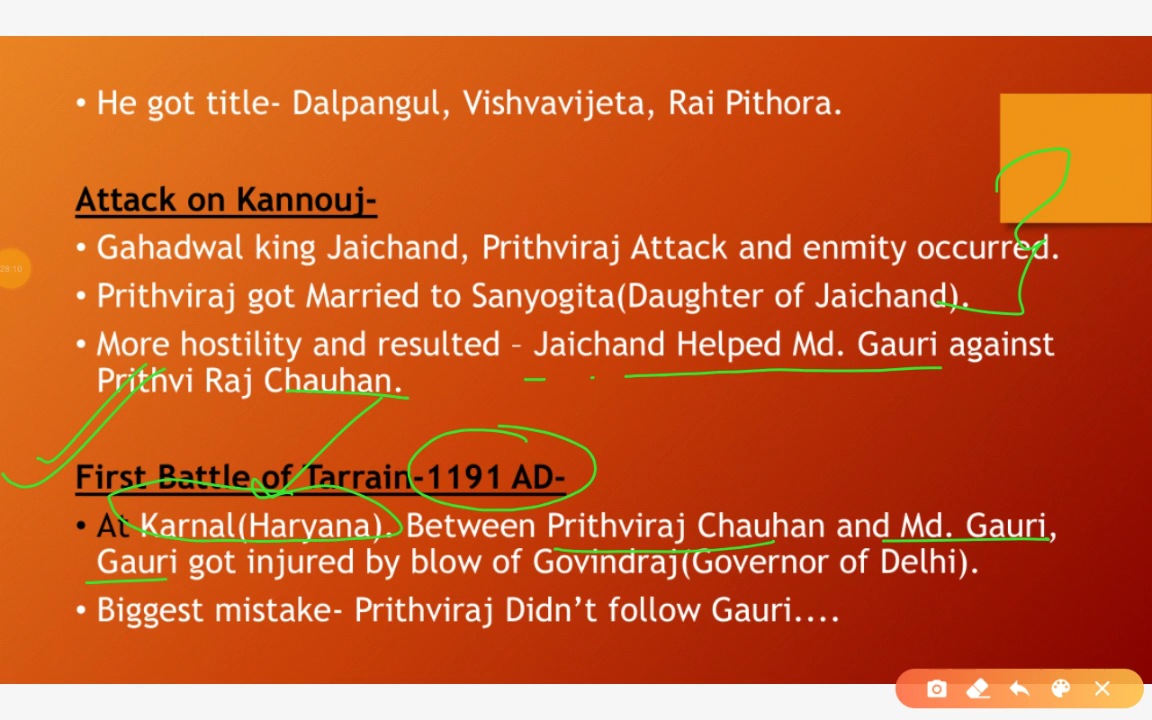 • He got title- Dalpangul, Vishvavijeta, Rai Pithora.
Attack on Kannouj-
• Gahadwal king Jaichand, Prithviraj Attack and enmity occurred.
• Prithviraj got Married to Sanyogita(Daughter of Jaichand).
• More hostility and resulted - Jaichand Helped Md. Gauri against
Prithvi Raj Chauhan.
28:10
First Battle of Tarrain-1191 AD-
• At Karnal(Haryana). Between Prithviraj Chauhan and Md. Gauri,
Gauri got injured by blow of Govindraj(Governor of Delhi).
• Biggest mistake- Prithviraj Didn’t follow Gauri....